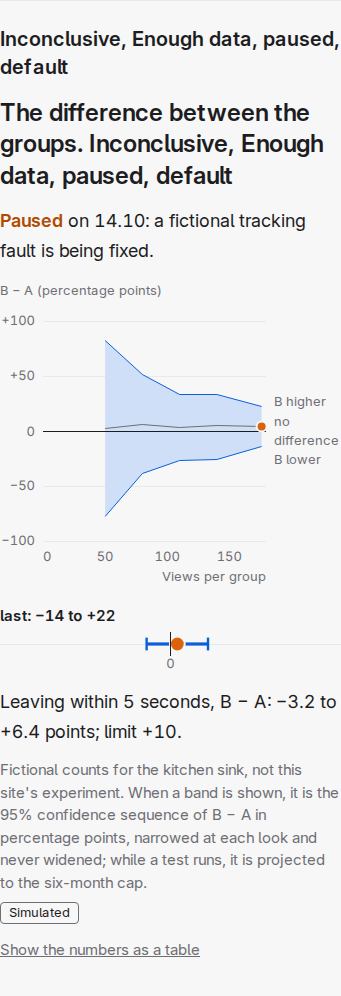 Inconclusive, Enough data, paused,
default
The difference between the
groups. Inconclusive, Enough
data, paused, default
Paused on 14.10: a fictional tracking
fault is being fixed.
B − A (percentage points)
+100
+50
0
−50
−100
B higher
no
difference
B lower
0 50 100 150
Views per group
last: −14 to +22
0
Leaving within 5 seconds, B − A: −3.2 to
+6.4 points; limit +10.
Fictional counts for the kitchen sink, not this
site's experiment. When a band is shown, it is the
95% confidence sequence of B − A in
percentage points, narrowed at each look and
never widened; while a test runs, it is projected
to the six-month cap.
Simulated
Show the numbers as a table